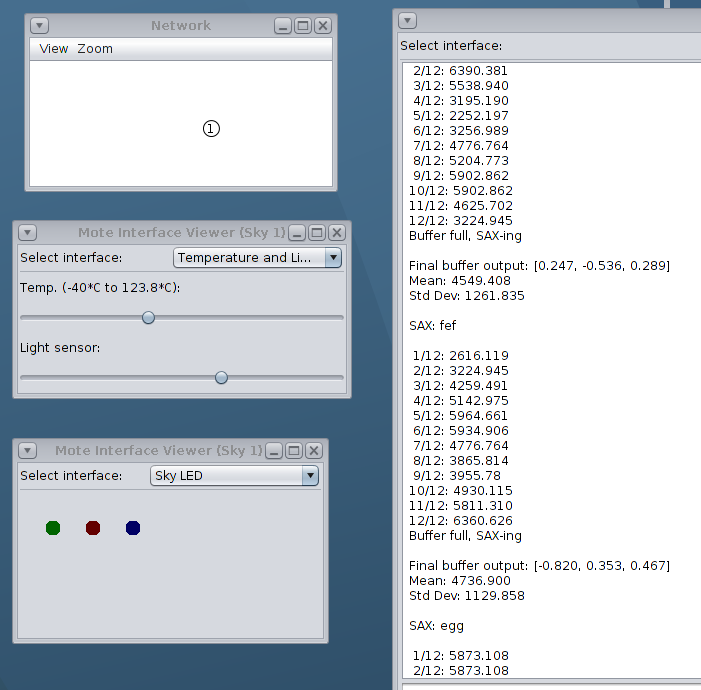 Network
View Zoom
1
Mote Interface Viewer (Sky 1)
Select interface: Temperature and Li...
Temp. (-40*C to 123.8*C):
Light sensor:
Mote Interface Viewer (Sky 1)
Select interface: Sky LED
Select interface:
2/12: 6390.381
3/12: 5538.940
4/12: 3195.190
5/12: 2252.197
6/12: 3256.989
7/12: 4776.764
8/12: 5204.773
9/12: 5902.862
10/12: 5902.862
11/12: 4625.702
12/12: 3224.945
Buffer full, SAX-ing
Final buffer output: [0.247, -0.536, 0.289]
Mean: 4549.408
Std Dev: 1261.835
SAX: fef
1/12: 2616.119
2/12: 3224.945
3/12: 4259.491
4/12: 5142.975
5/12: 5964.661
6/12: 5934.906
7/12: 4776.764
8/12: 3865.814
9/12: 3955.78
10/12: 4930.115
11/12: 5811.310
12/12: 6360.626
Buffer full, SAX-ing
Final buffer output: [-0.820, 0.353, 0.467]
Mean: 4736.900
Std Dev: 1129.858
SAX: egg
1/12: 5873.108
2/12: 5873.108